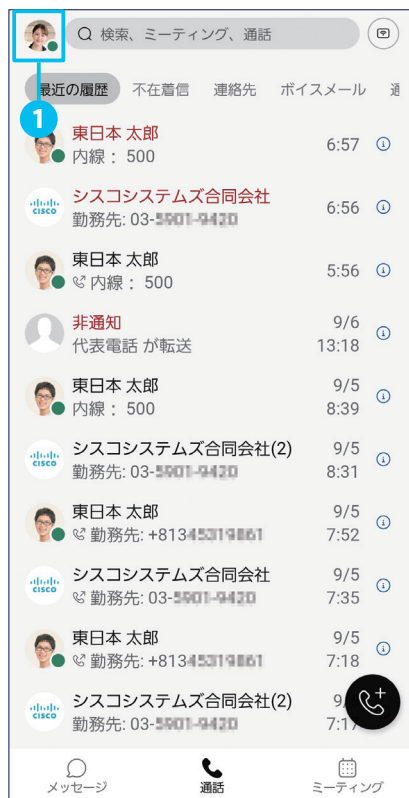 検索、ミーティング、通話
最近の履歴 不在着信 連絡先 ボイスメール
1
東日本 太郎
内線： 500
6:57
CISCO
シスコシステムズ合同会社
勤務先: 03-
6:56
東日本 太郎
内線： 500
5:56
非通知
代表電話 が転送
9/6
13:18
東日本 太郎
内線： 500
9/5
8:39
CISCO
シスコシステムズ合同会社(2)
勤務先: 03-
9/5
8:31
東日本 太郎
勤務先: +813
9/5
7:52
CISCO
シスコシステムズ合同会社
勤務先: 03-
9/5
7:35
東日本 太郎
勤務先: +813
9/5
7:18
CISCO
シスコシステムズ合同会社(2)
勤務先: 03-
メッセージ 通話 ミーティング